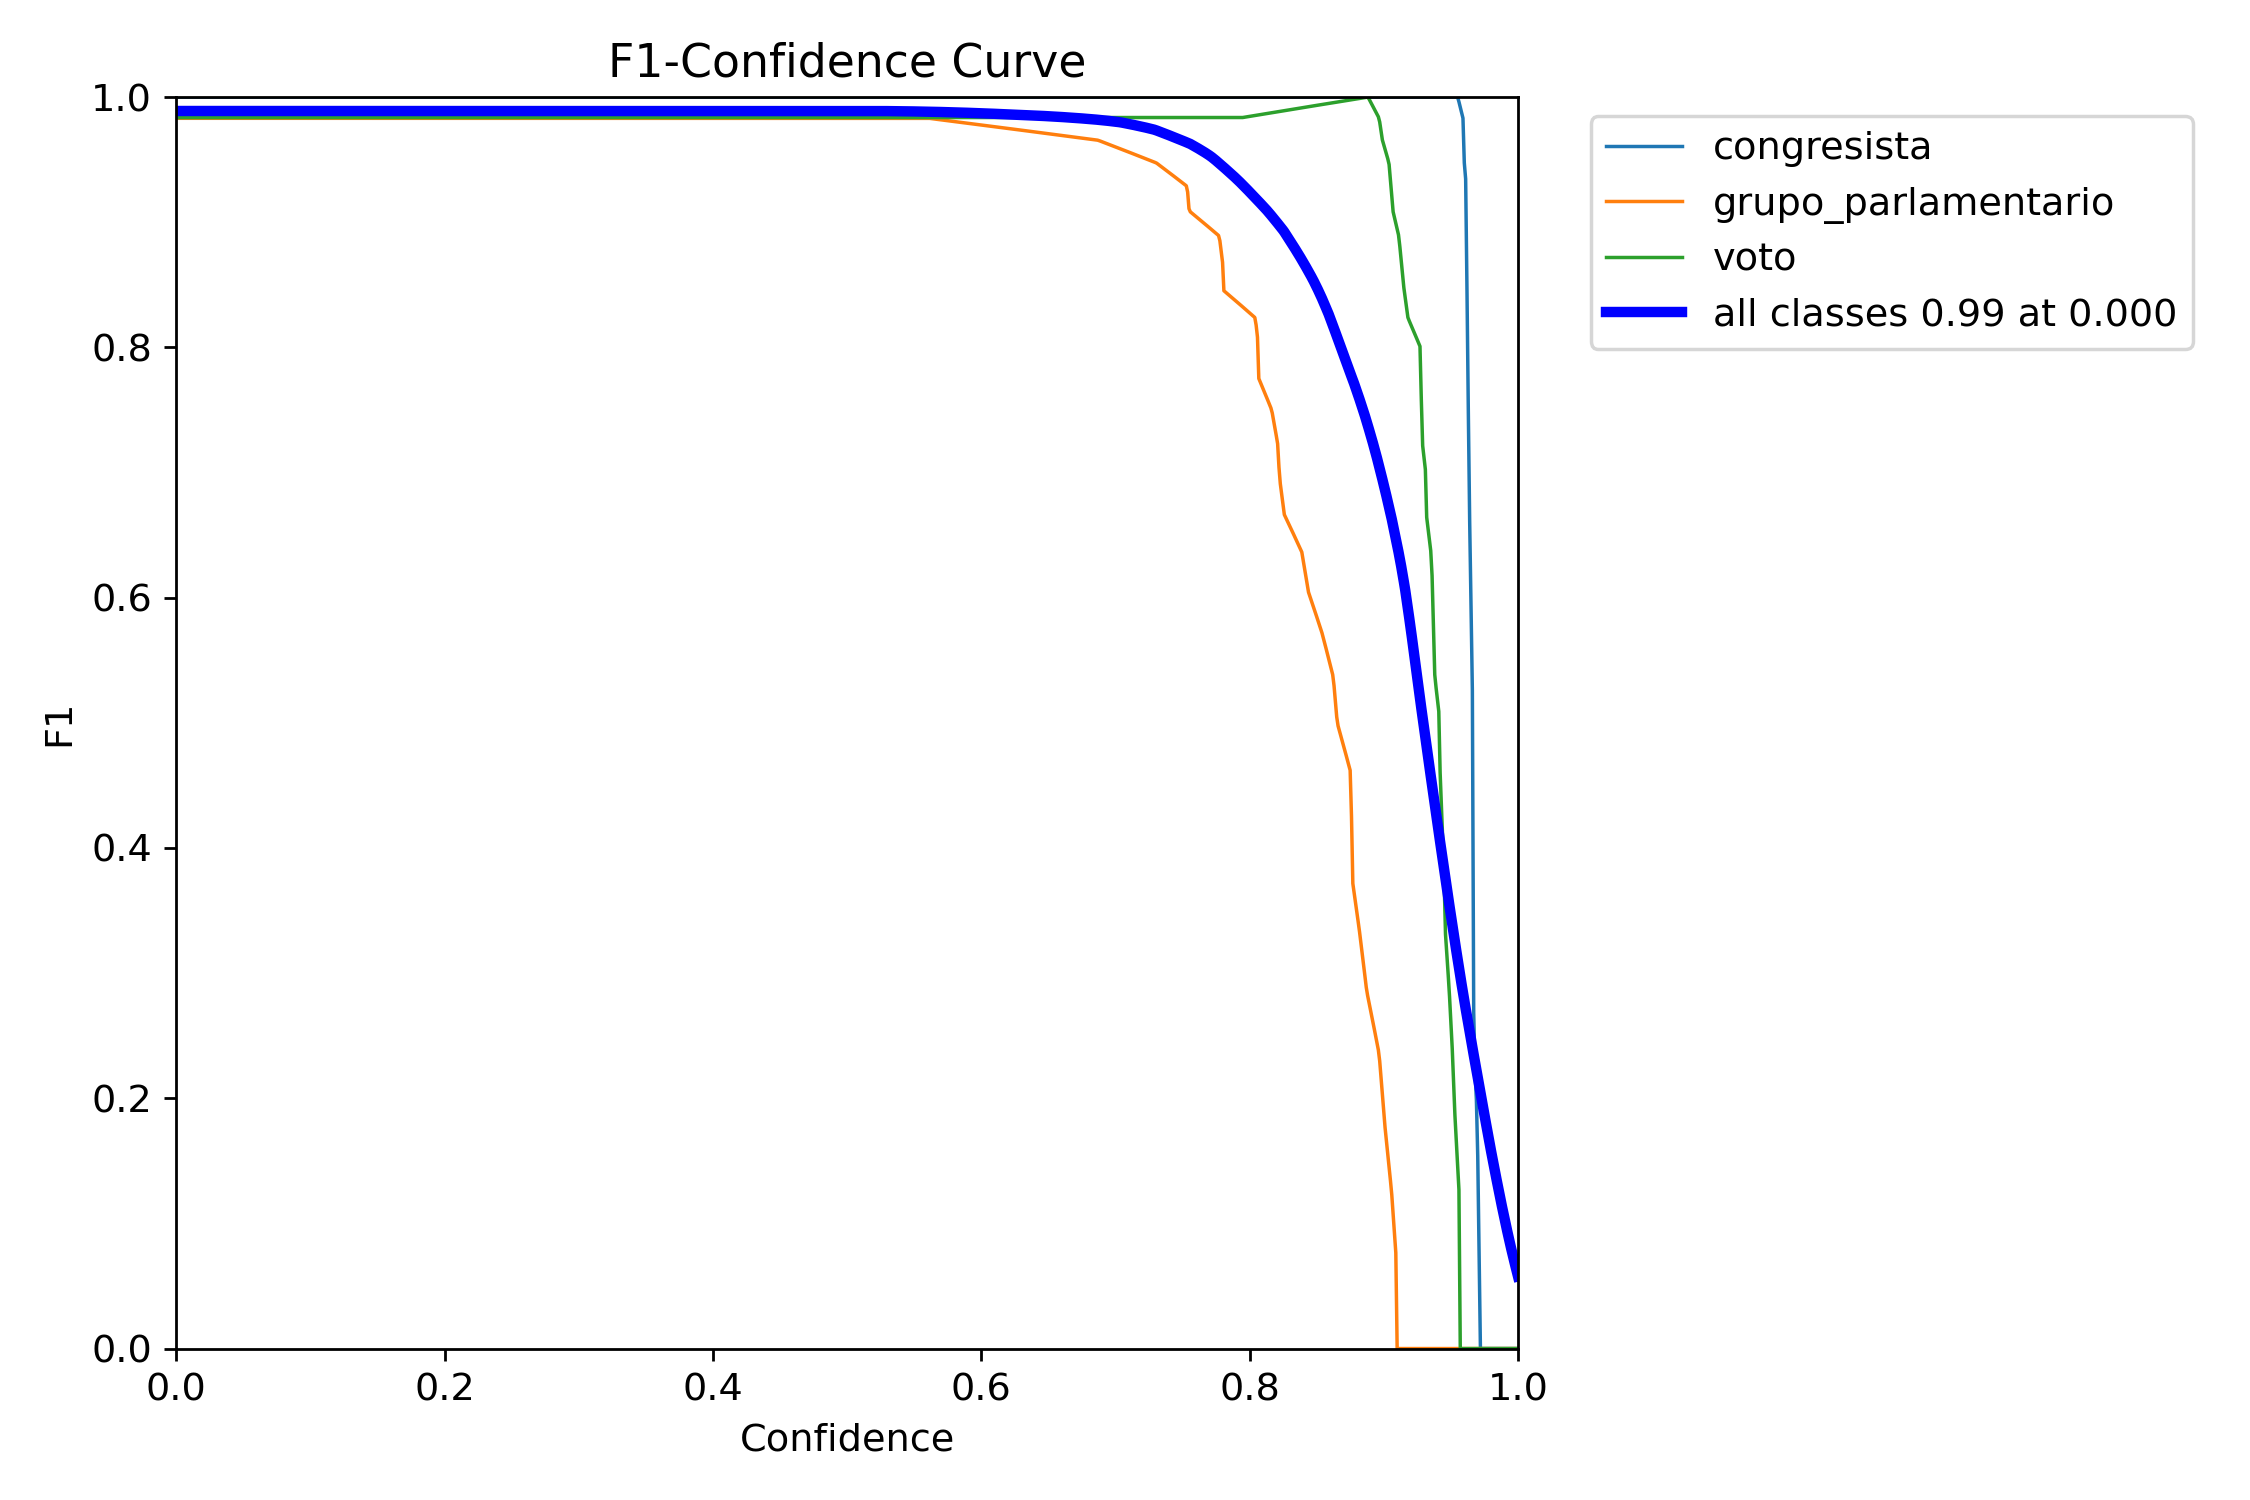 F1-Confidence Curve
1.0
0.8
0.6
0.4
0.2
0.0
F1
0.0 0.2 0.4 0.6 0.8 1.0
Confidence
congresista
grupo_parlamentario
voto
all classes 0.99 at 0.000